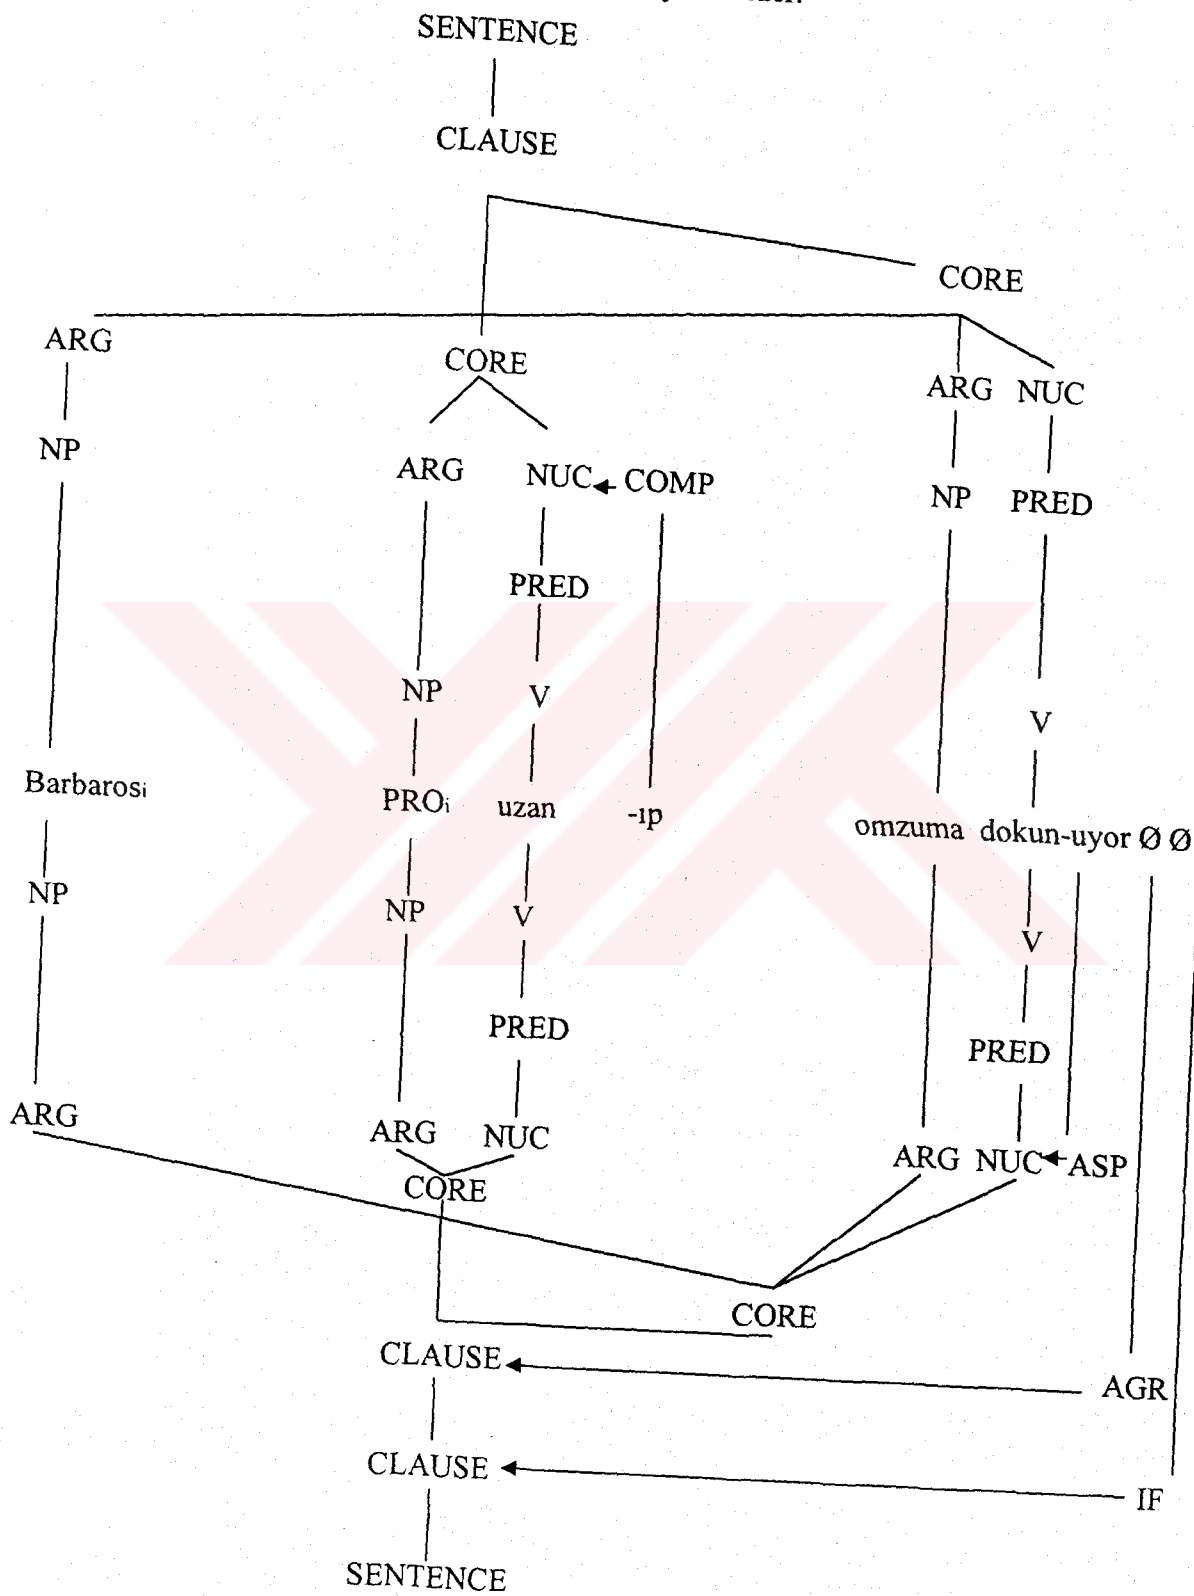 SENTENCE
CLAUSE
CORE
ARG
CORE
ARG NUC
NP
ARG NUC COMP
NP PRED
PRED
NP V
V
Barbarosi
PROi uzan -ıp
omzuma dokun-uyor Ø Ø
NP
NP V
V
PRED
PRED
ARG
ARG NUC
ARG NUC ASP
CORE
CORE
CLAUSE
AGR
CLAUSE
IF
SENTENCE